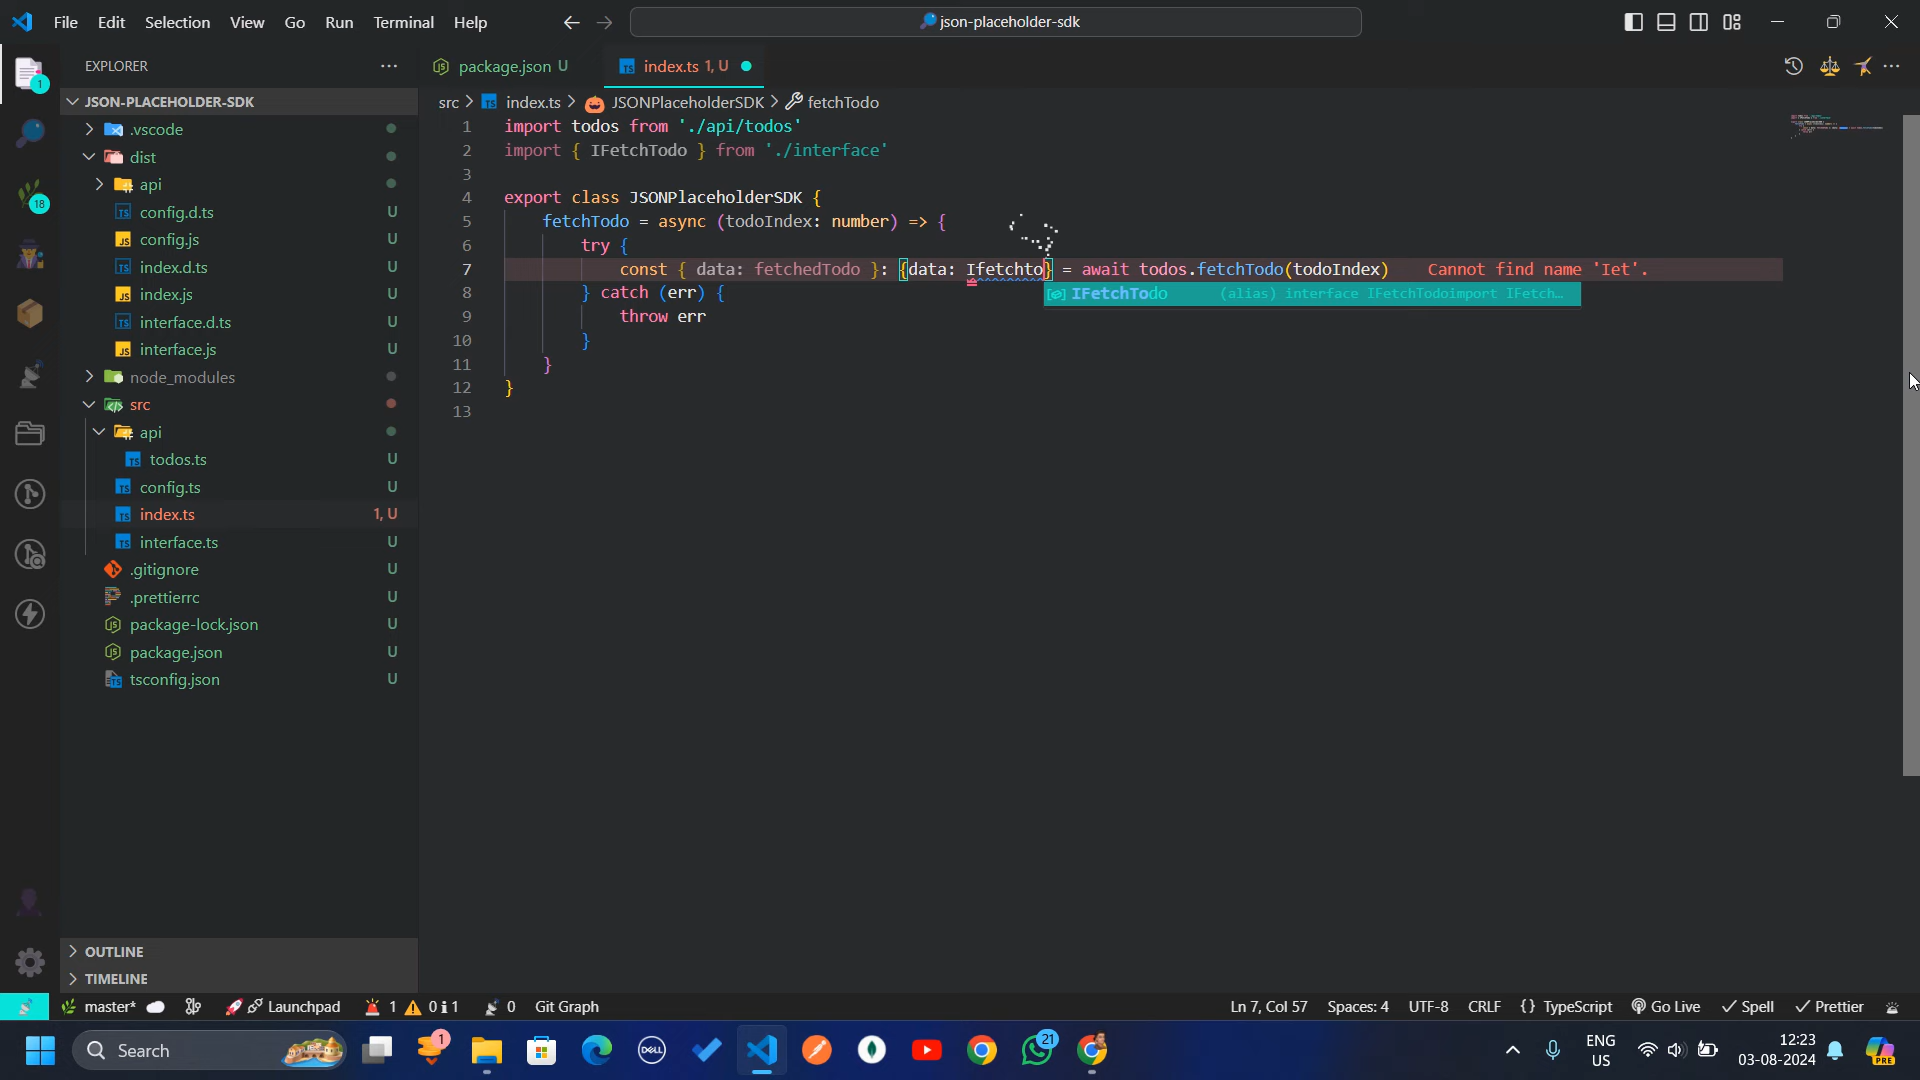 File Edit Selection View Go Run Terminal Help
json-placeholder-sdk
EXPLORER
JSON-PLACEHOLDER-SDK
.vscode
dist
api
config.d.ts U
config.js U
index.d.ts U
index.js U
interface.d.ts U
interface.js U
node_modules
src
api
todos.ts U
config.ts U
index.ts 1, U
interface.ts U
.gitignore U
.prettierrc U
package-lock.json U
package.json U
tsconfig.json U
OUTLINE
TIMELINE
1
18
package.json U
index.ts 1, U
src > index.ts > JSONPlaceholderSDK > fetchTodo
1 import todos from './api/todos'
2 import { IFetchTodo } from './interface'
3
4 export class JSONPlaceholderSDK {
5 fetchTodo = async (todoIndex: number) => {
6 try {
7 const { data: fetchedTodo }: {data: Ifetchto} = await todos.fetchTodo(todoIndex) Cannot find name 'Iet'.
IFetchTodo (alias) interface IFetchTodoimport IFetch…
8 } catch (err) {
9 throw err
10 }
11 }
12 }
13
master* Launchpad 1 0 1 0 Git Graph
Ln 7, Col 57 Spaces: 4 UTF-8 CRLF {} TypeScript Go Live Spell Prettier
Search
1
DELL
21
ENG
US
12:23
03-08-2024
PRE